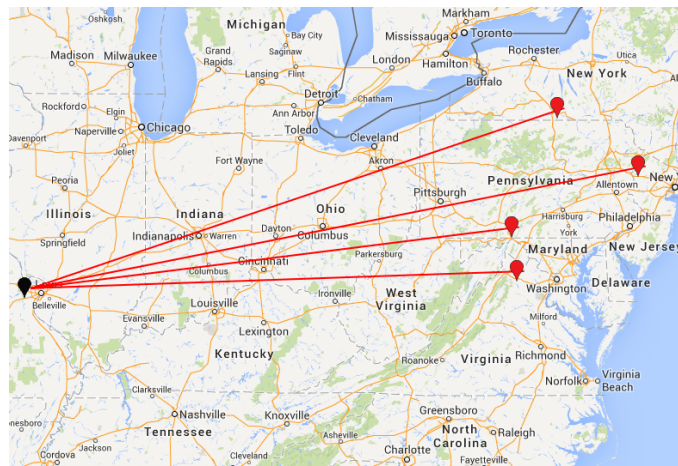 Oshkosh
Michigan
Markham
Bay City
Mississauga
Toronto
Madison
Milwaukee
Grand Rapids
Saginaw
Flint
Hamilton
Rochester
Utica
London
Lansing
Buffalo
New York
Rockford
Elgin
Detroit
Ann Arbor
Chatham
Chicago
Naperville
Toledo
Davenport
Joliet
Cleveland
Fort Wayne
Akron
Peoria
Pennsylvania
Allentown
New Y
Pittsburgh
Illinois
Indiana
Ohio
Harrisburg
York
Philadelphia
Springfield
Indianapolis
Warren
Dayton
Columbus
Maryland
New Jersey
Columbus
Cincinnati
Parkersburg
Washington
Delaware
Belleville
Louisville
Ironville
West Virginia
Evansville
Milford
Lexington
Kentucky
Richmond
Roanoke
Virginia
Norfolk
Virginia Beach
Clarksville
Nashville
Knoxville
Greensboro
Tennessee
North Carolina
Raleigh
nesboro
Jackson
Asheville
Cordova
Cleveland
Charlotte
Fayetteville